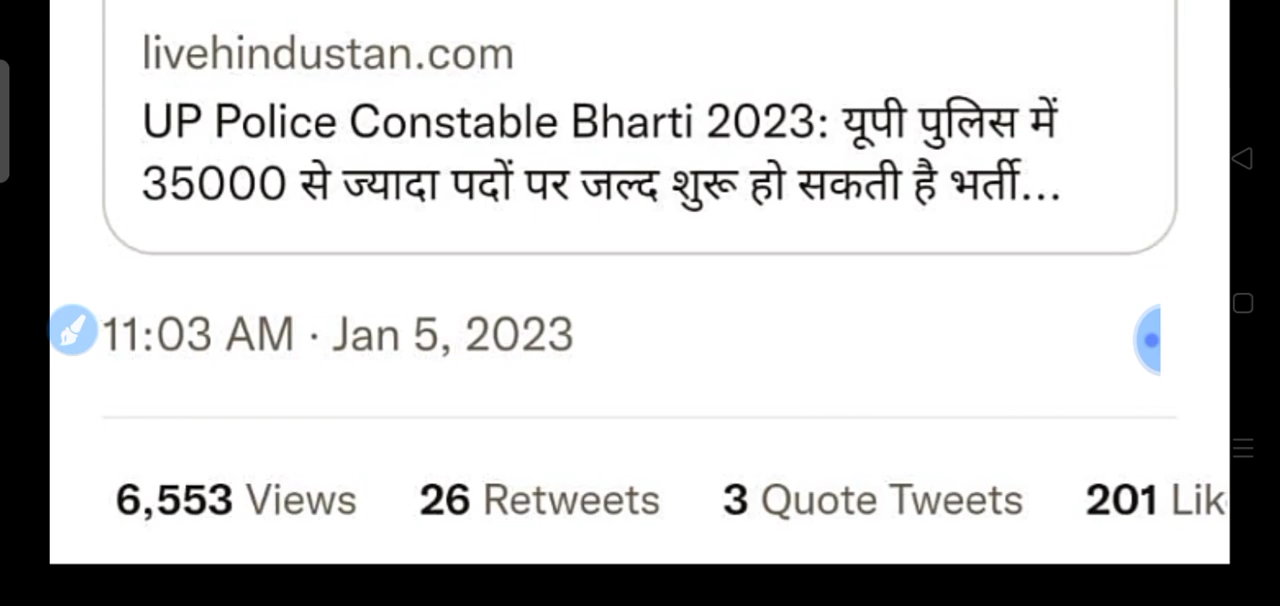 livehindustan.com
UP Police Constable Bharti 2023: यूपी पुलिस में
35000 से ज्यादा पदों पर जल्द शुरू हो सकती है भर्ती...
11:03 AM · Jan 5, 2023
6,553 Views 26 Retweets 3 Quote Tweets 201 Lik